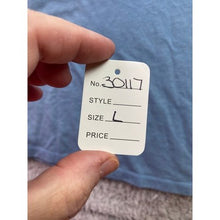 No. 30117
STYLE
SIZE L
PRICE